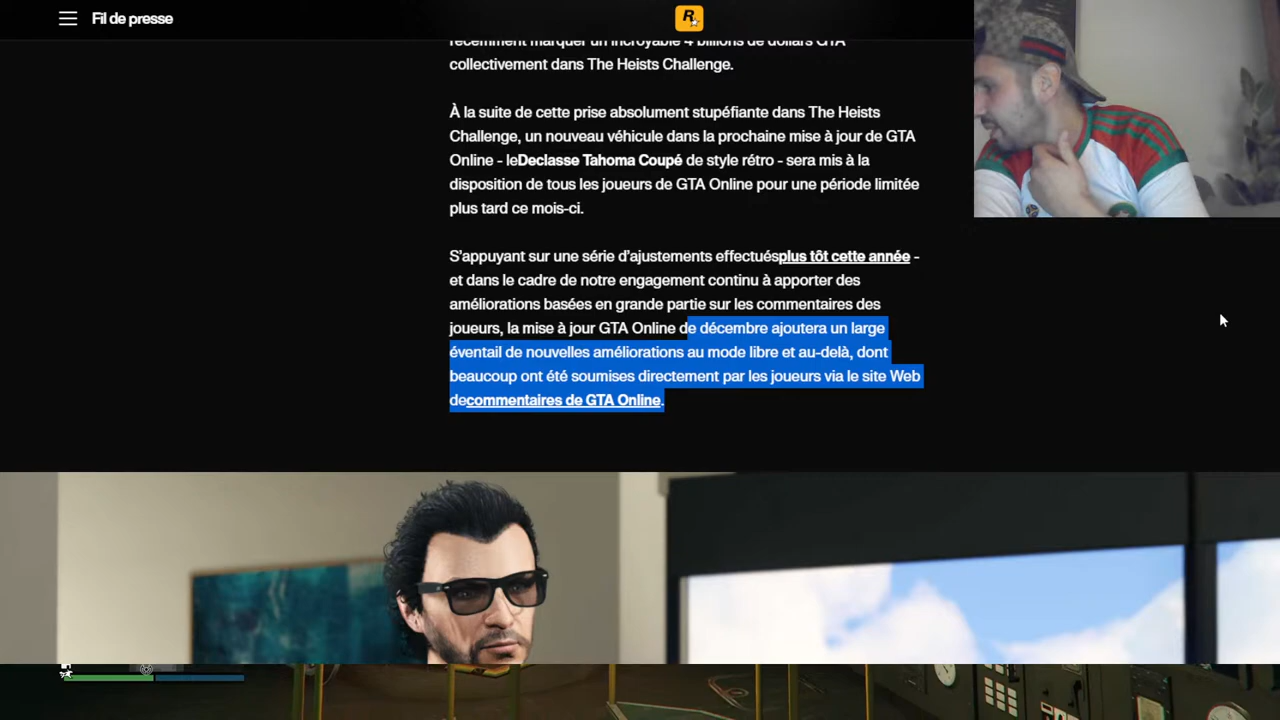 Fil de presse
R
récemment marquer un incroyable 4 billions de dollars GTA
collectivement dans The Heists Challenge.
À la suite de cette prise absolument stupéfiante dans The Heists
Challenge, un nouveau véhicule dans la prochaine mise à jour de GTA
Online - leDeclasse Tahoma Coupé de style rétro - sera mis à la
disposition de tous les joueurs de GTA Online pour une période limitée
plus tard ce mois-ci.
S'appuyant sur une série d'ajustements effectuésplus tôt cette année -
et dans le cadre de notre engagement continu à apporter des
améliorations basées en grande partie sur les commentaires des
joueurs, la mise à jour GTA Online de décembre ajoutera un large
éventail de nouvelles améliorations au mode libre et au-delà, dont
beaucoup ont été soumises directement par les joueurs via le site Web
decommentaires de GTA Online.